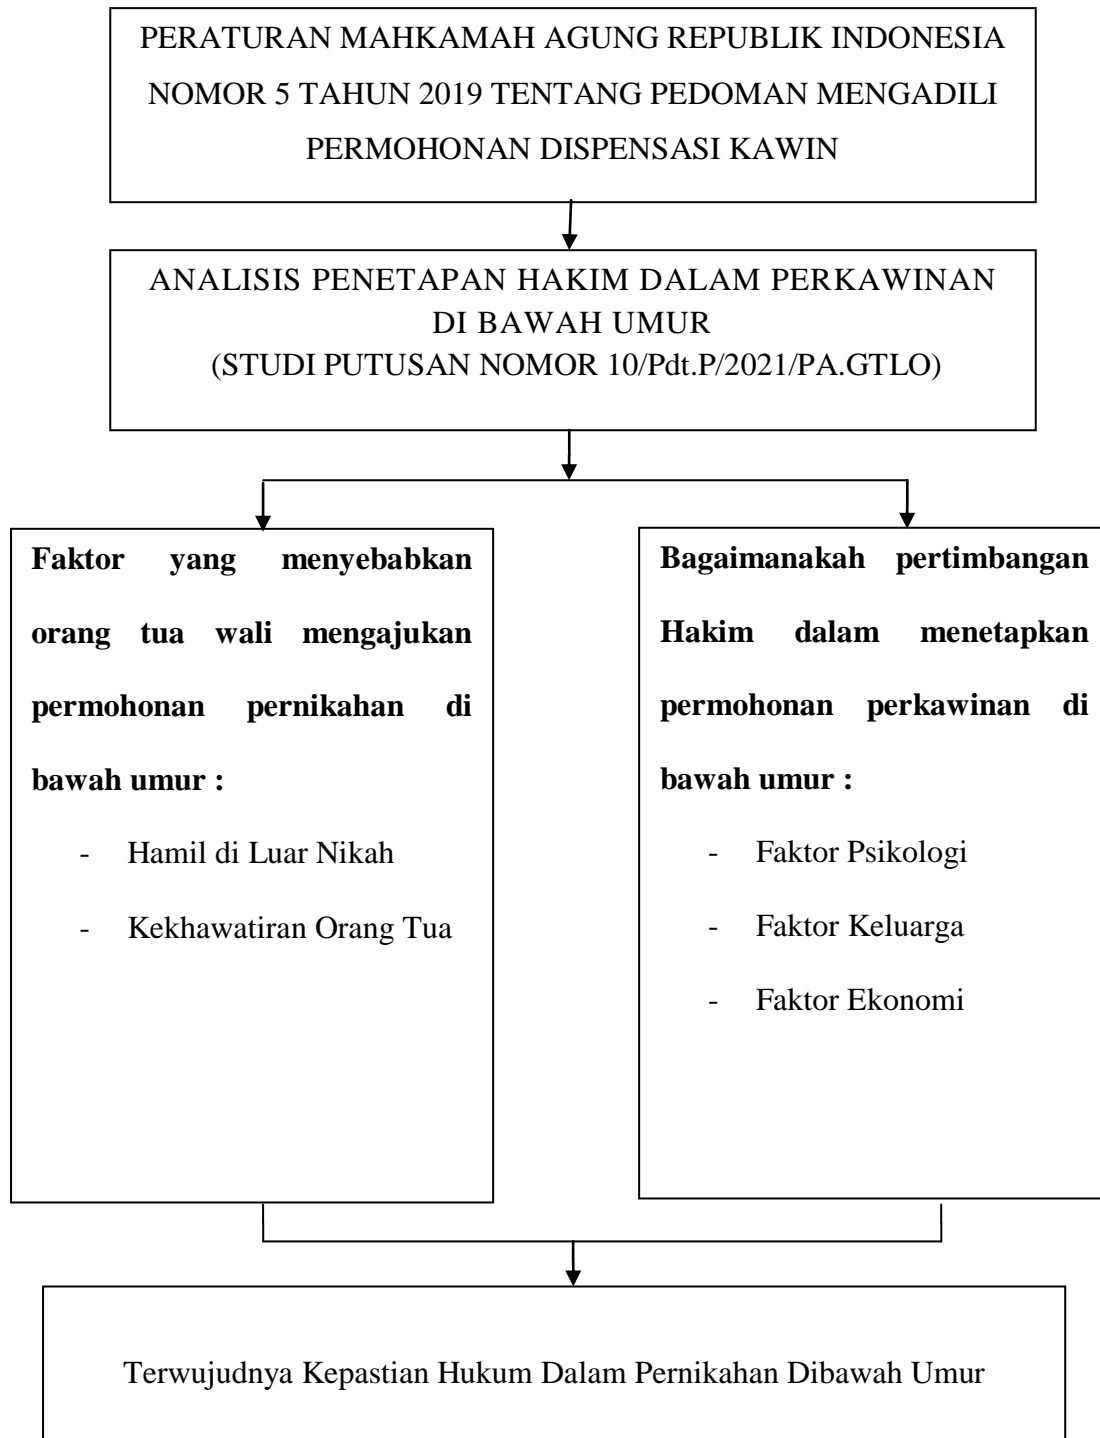 PERATURAN MAHKAMAH AGUNG REPUBLIK INDONESIA
NOMOR 5 TAHUN 2019 TENTANG PEDOMAN MENGADILI
PERMOHONAN DISPENSASI KAWIN
ANALISIS PENETAPAN HAKIM DALAM PERKAWINAN
DI BAWAH UMUR
(STUDI PUTUSAN NOMOR 10/Pdt.P/2021/PA.GTLO)
Faktor yang menyebabkan
orang tua wali mengajukan
permohonan pernikahan di
bawah umur :
- Hamil di Luar Nikah
- Kekhawatiran Orang Tua
Bagaimanakah pertimbangan
Hakim dalam menetapkan
permohonan perkawinan di
bawah umur :
- Faktor Psikologi
- Faktor Keluarga
- Faktor Ekonomi
Terwujudnya Kepastian Hukum Dalam Pernikahan Dibawah Umur